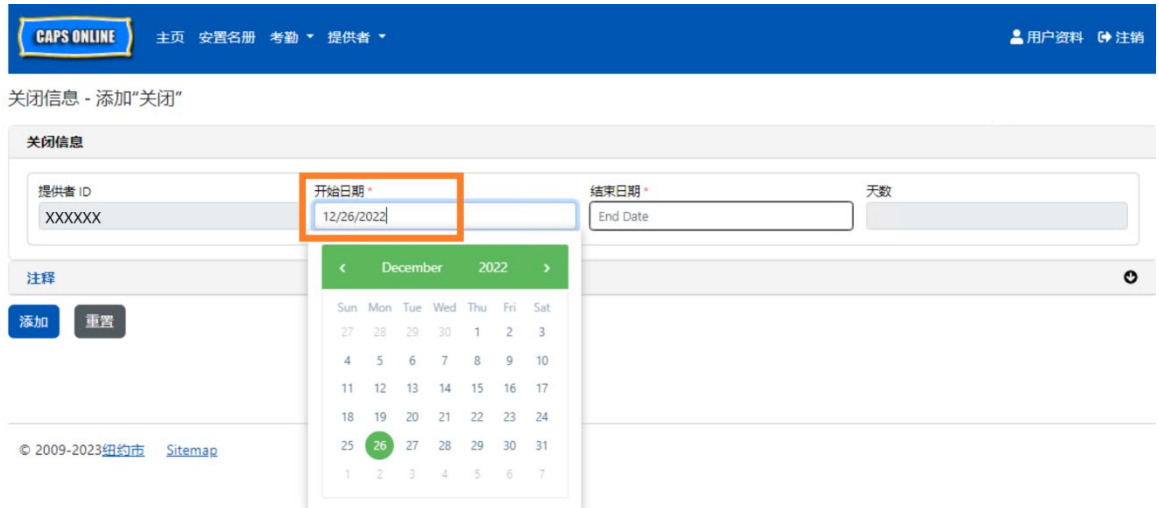 CAPS ONLINE 主页 安置名册 考勤 提供者 用户资料 注销
关闭信息 - 添加“关闭”
关闭信息
提供者 ID 开始日期 * 结束日期 * 天数
XXXXXX 12/26/2022 End Date
December 2022
注释
Sun Mon Tue Wed Thu Fri Sat
27 28 29 30 1 2 3
添加 重置
4 5 6 7 8 9 10
11 12 13 14 15 16 17
18 19 20 21 22 23 24
25 26 27 28 29 30 31
1 2 3 4 5 6 7
© 2009-2023纽约市 Sitemap